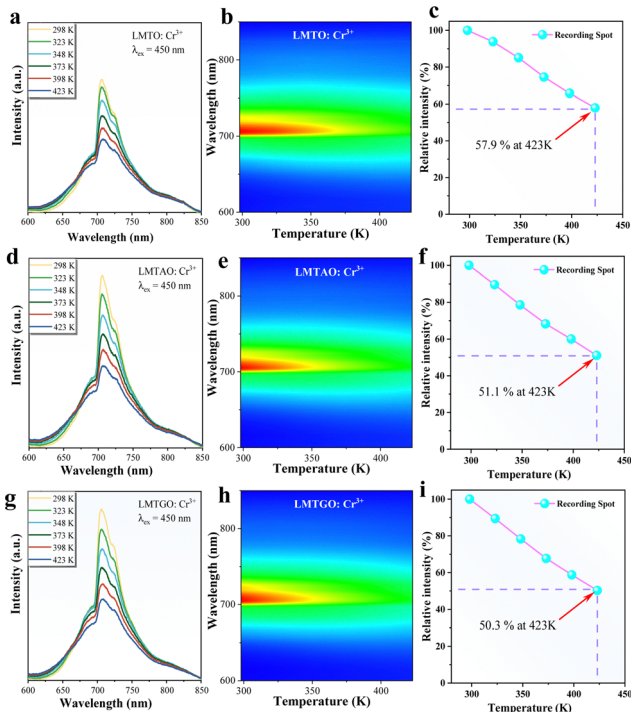 a
298 K
323 K
348 K
373 K
398 K
423 K
LMTO: Cr³⁺
λex = 450 nm
Intensity (a.u.)
600 650 700 750 800 850
Wavelength (nm)
b
LMTO: Cr³⁺
Wavelength (nm)
800
700
600
300 350 400
Temperature (K)
c
Recording Spot
Relative intensity (%)
100
80
60
40
20
0
57.9 % at 423K
300 350 400 450
Temperature (K)
d
298 K
323 K
348 K
373 K
398 K
423 K
LMTAO: Cr³⁺
λex = 450 nm
Intensity (a.u.)
600 650 700 750 800 850
Wavelength (nm)
e
LMTAO: Cr³⁺
Wavelength (nm)
800
700
600
300 350 400
Temperature (K)
f
Recording Spot
Relative intensity (%)
100
80
60
40
20
0
51.1 % at 423K
300 350 400 450
Temperature (K)
g
298 K
323 K
348 K
373 K
398 K
423 K
LMTGO: Cr³⁺
λex = 450 nm
Intensity (a.u.)
600 650 700 750 800 850
Wavelength (nm)
h
LMTGO: Cr³⁺
Wavelength (nm)
800
700
600
300 350 400
Temperature (K)
i
Recording Spot
Relative intensity (%)
100
80
60
40
20
0
50.3 % at 423K
300 350 400 450
Temperature (K)